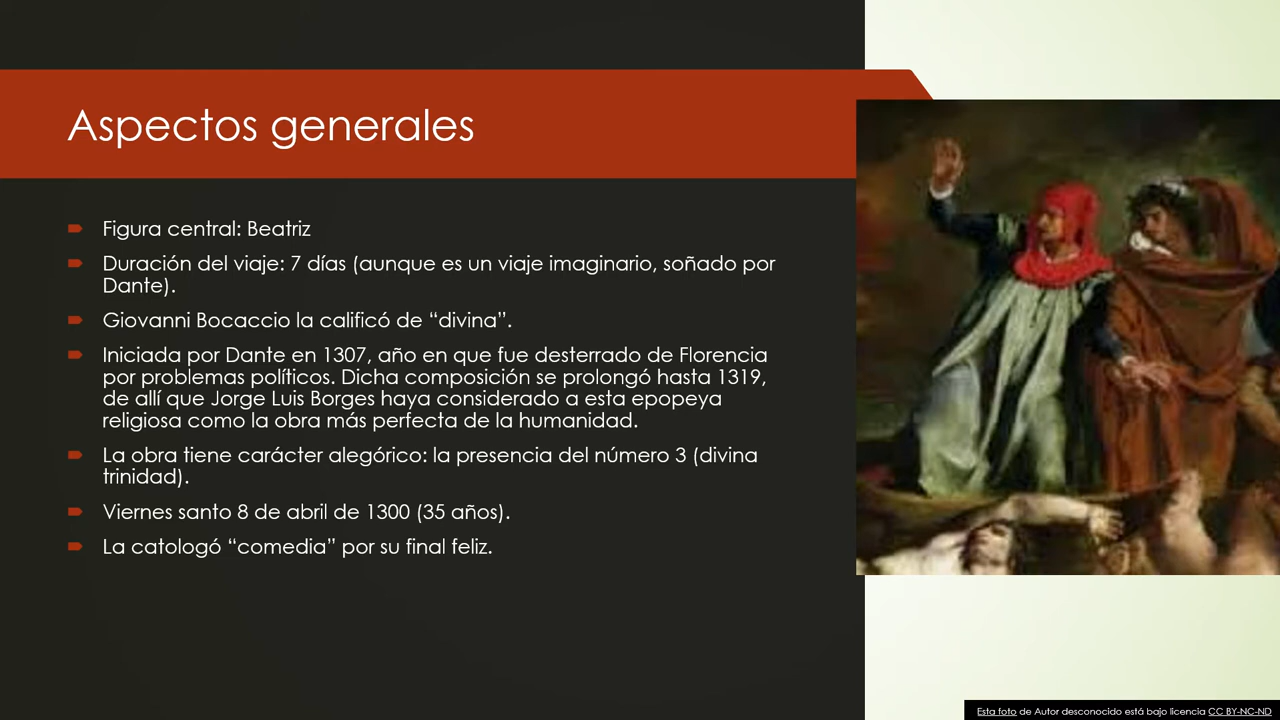 Aspectos generales
Figura central: Beatriz
Duración del viaje: 7 días (aunque es un viaje imaginario, soñado por
Dante).
Giovanni Bocaccio la calificó de “divina”.
Iniciada por Dante en 1307, año en que fue desterrado de Florencia
por problemas políticos. Dicha composición se prolongó hasta 1319,
de allí que Jorge Luis Borges haya considerado a esta epopeya
religiosa como la obra más perfecta de la humanidad.
La obra tiene carácter alegórico: la presencia del número 3 (divina
trinidad).
Viernes santo 8 de abril de 1300 (35 años).
La catologó “comedia” por su final feliz.
Esta foto de Autor desconocido está bajo licencia CC BY-NC-ND